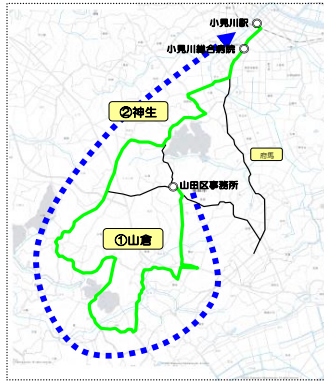 小見川駅
小見川総合病院
②神生
府馬
山田区事務所
①山倉